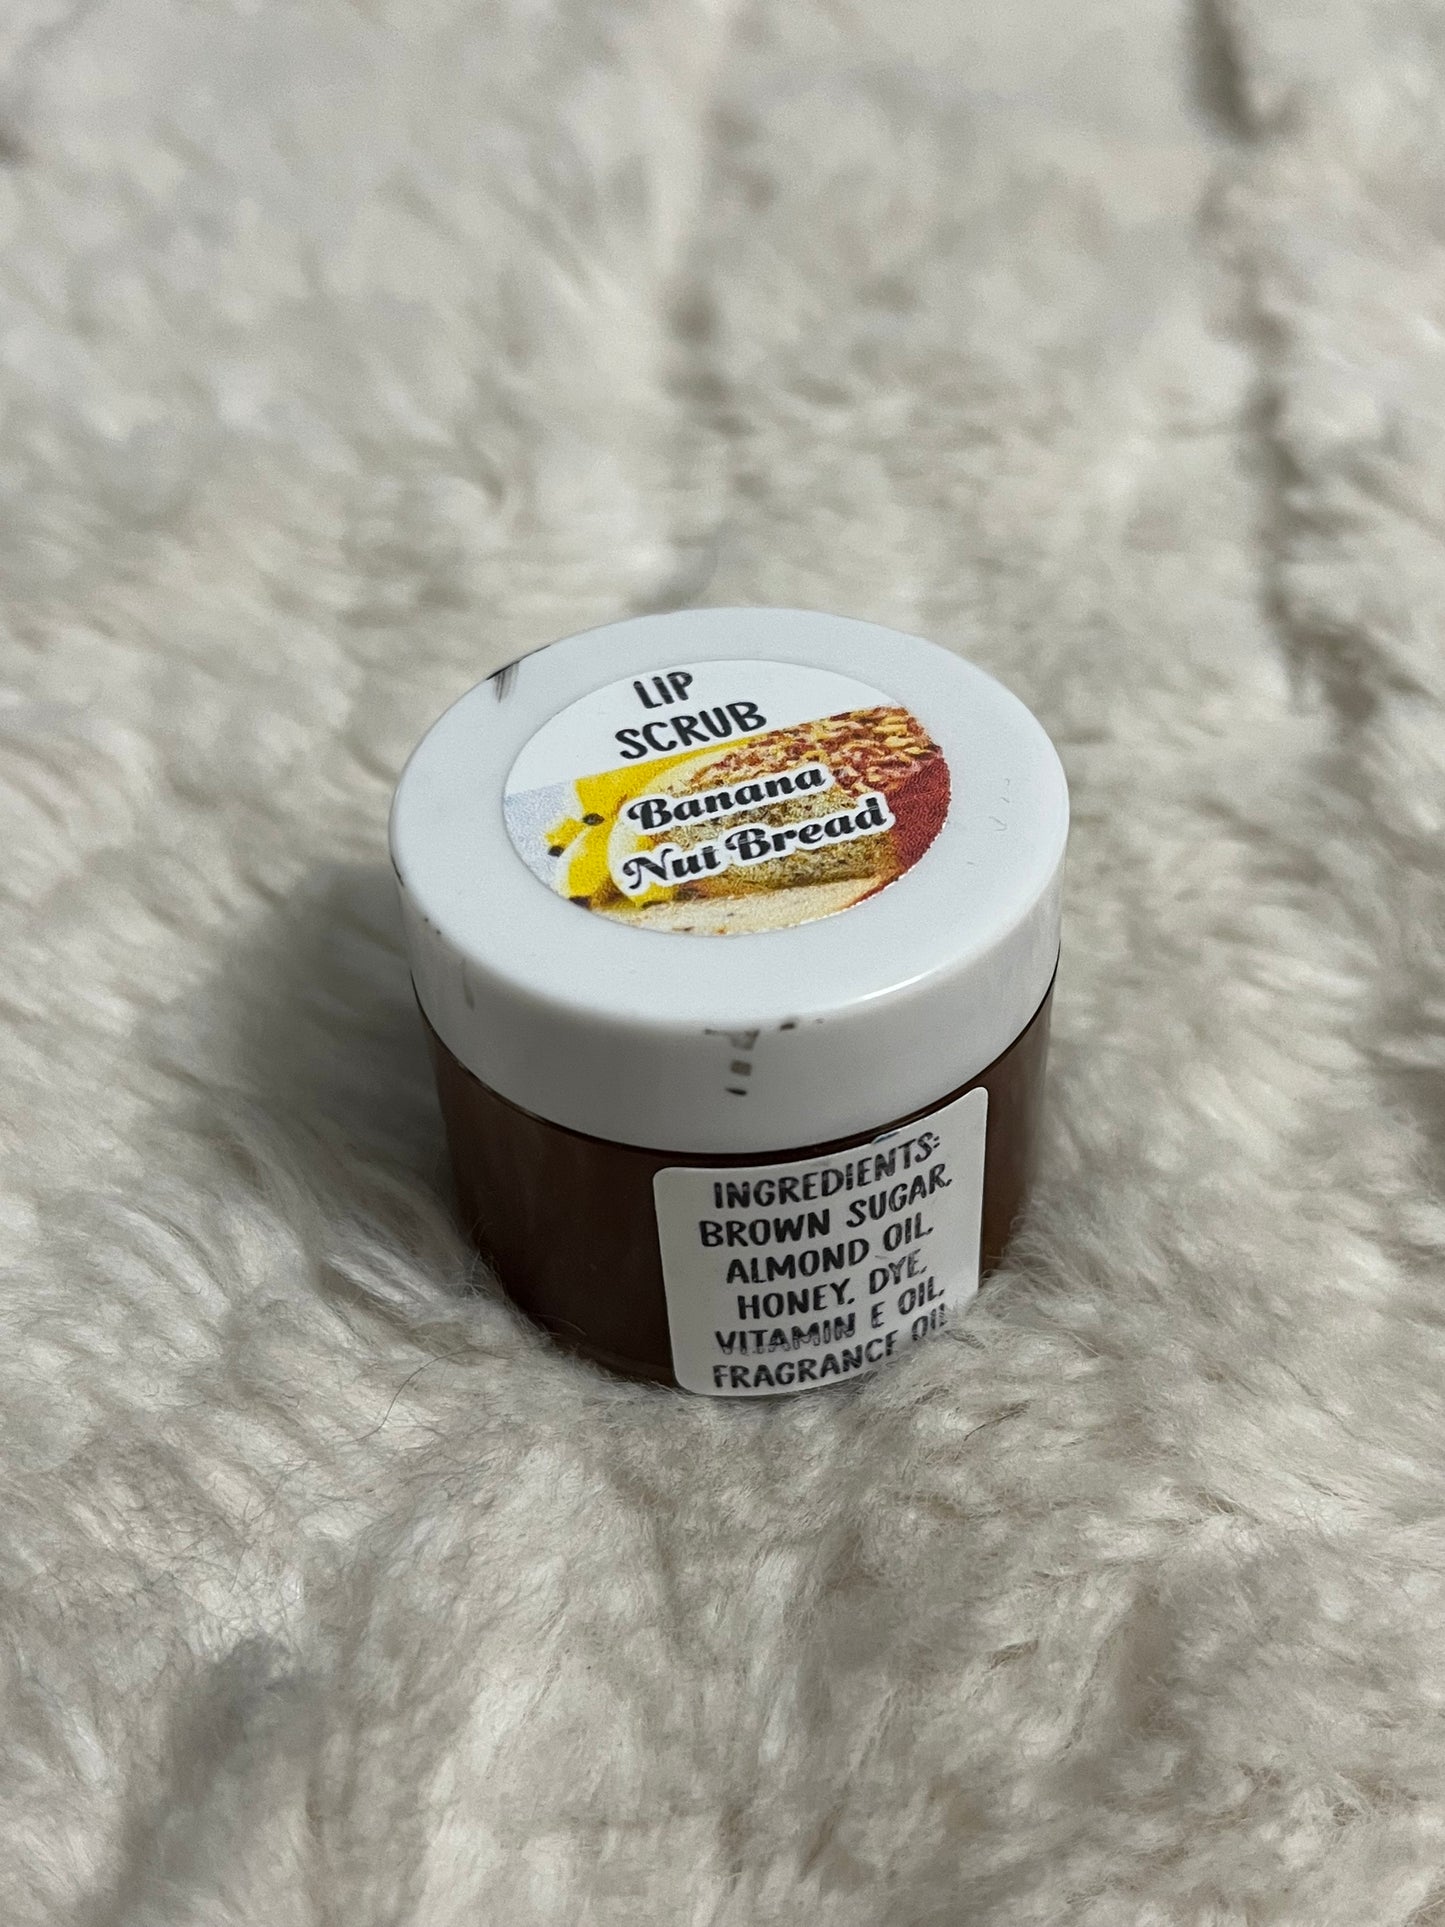 LIP
SCRUB
Banana
Nut Bread
INGREDIENTS:
BROWN SUGAR,
ALMOND OIL,
HONEY, DYE,
VITAMIN E OIL,
FRAGRANCE OIL